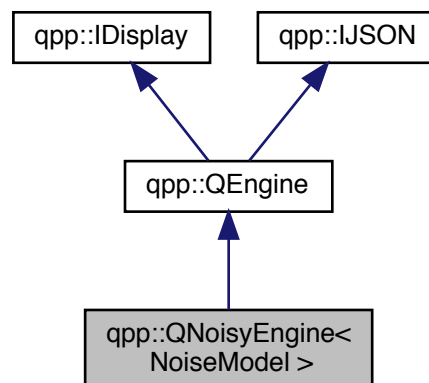 qpp::IDisplay
qpp::IJSON
qpp::QEngine
qpp::QNoisyEngine<
NoiseModel >